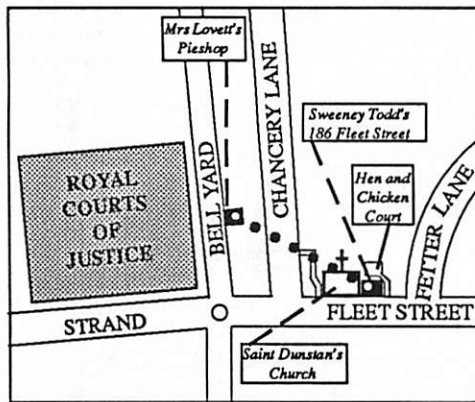 Mrs Lovett's
Pieshop
CHANCERY LANE
Sweeney Todd's
186 Fleet Street
BELL YARD
ROYAL
COURTS
OF
JUSTICE
Hen and
Chicken
Court
FETTER LANE
STRAND
FLEET STREET
Saint Dunstan's
Church